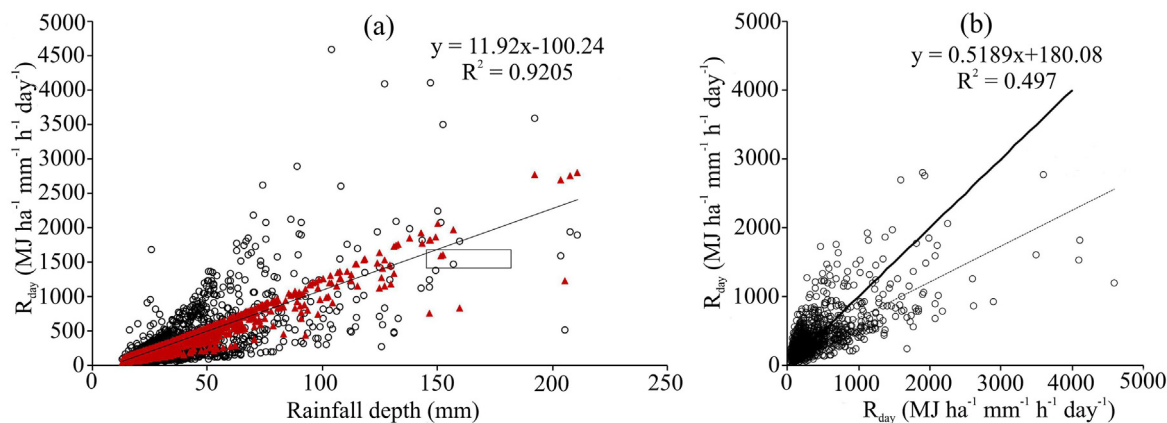 (a)
y = 11.92x-100.24
R² = 0.9205
R_day (MJ ha⁻¹ mm⁻¹ h⁻¹ day⁻¹)
5000
4500
4000
3500
3000
2500
2000
1500
1000
500
0
0 50 100 150 200 250
Rainfall depth (mm)
(b)
y = 0.5189x+180.08
R² = 0.497
R_day (MJ ha⁻¹ mm⁻¹ h⁻¹ day⁻¹)
5000
4000
3000
2000
1000
0
0 1000 2000 3000 4000 5000
R_day (MJ ha⁻¹ mm⁻¹ h⁻¹ day⁻¹)